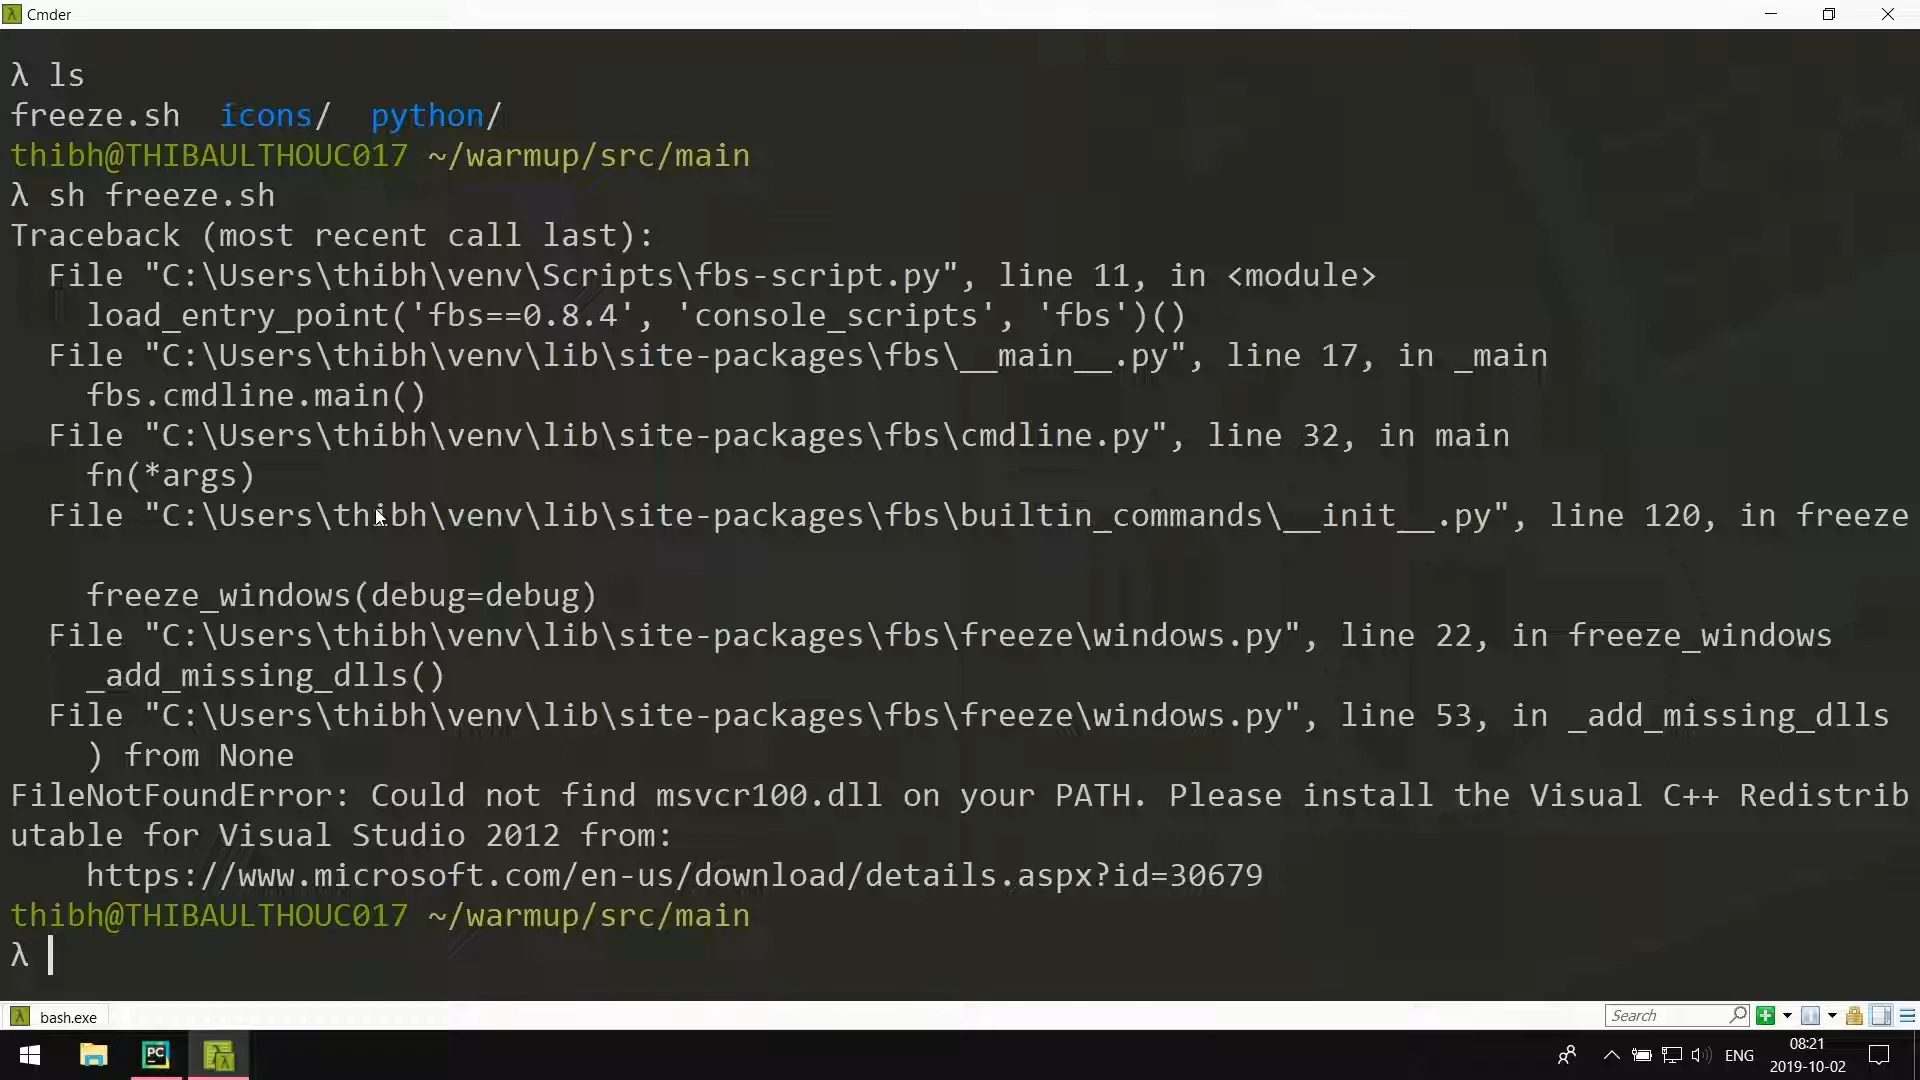 Cmder
λ ls
freeze.sh  icons/  python/
thibh@THIBAULTHOUC017 ~/warmup/src/main
λ sh freeze.sh
Traceback (most recent call last):
  File "C:\Users\thibh\venv\Scripts\fbs-script.py", line 11, in <module>
    load_entry_point('fbs==0.8.4', 'console_scripts', 'fbs')()
  File "C:\Users\thibh\venv\lib\site-packages\fbs\__main__.py", line 17, in _main
    fbs.cmdline.main()
  File "C:\Users\thibh\venv\lib\site-packages\fbs\cmdline.py", line 32, in main
    fn(*args)
  File "C:\Users\thibh\venv\lib\site-packages\fbs\builtin_commands\__init__.py", line 120, in freeze
    freeze_windows(debug=debug)
  File "C:\Users\thibh\venv\lib\site-packages\fbs\freeze\windows.py", line 22, in freeze_windows
    _add_missing_dlls()
  File "C:\Users\thibh\venv\lib\site-packages\fbs\freeze\windows.py", line 53, in _add_missing_dlls
    ) from None
FileNotFoundError: Could not find msvcr100.dll on your PATH. Please install the Visual C++ Redistrib
utable for Visual Studio 2012 from:
    https://www.microsoft.com/en-us/download/details.aspx?id=30679
thibh@THIBAULTHOUC017 ~/warmup/src/main
λ
λ bash.exe
Search
PC
ENG
08:21
2019-10-02